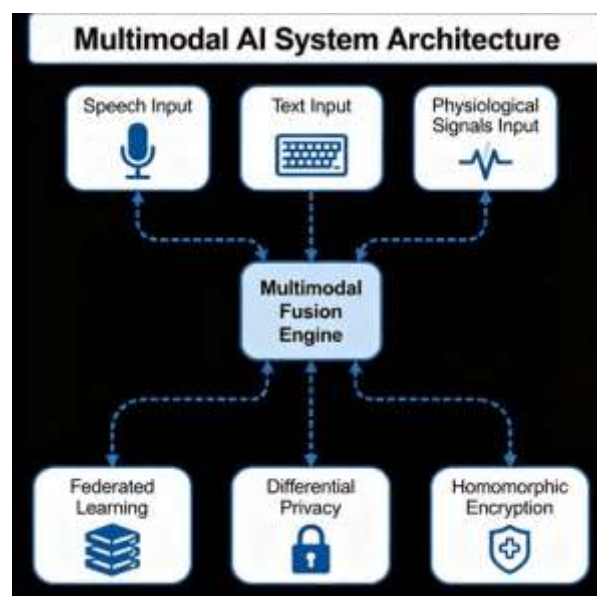 Multimodal AI System Architecture
Speech Input
Text Input
Physiological
Signals Input
Multimodal
Fusion
Engine
Federated
Learning
Differential
Privacy
Homomorphic
Encryption